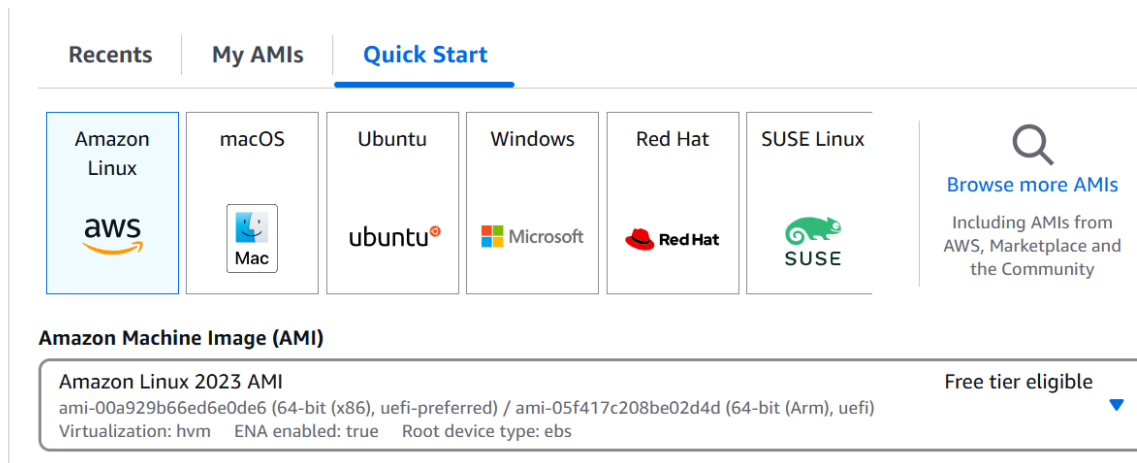 Recents My AMIs Quick Start
Amazon Linux
macOS
Ubuntu
Windows
Red Hat
SUSE Linux
aws
Mac
ubuntu
Microsoft
Red Hat
SUSE
Browse more AMIs
Including AMIs from
AWS, Marketplace and
the Community
Amazon Machine Image (AMI)
Amazon Linux 2023 AMI Free tier eligible
ami-00a929b66ed6e0de6 (64-bit (x86), uefi-preferred) / ami-05f417c208be02d4d (64-bit (Arm), uefi)
Virtualization: hvm ENA enabled: true Root device type: ebs